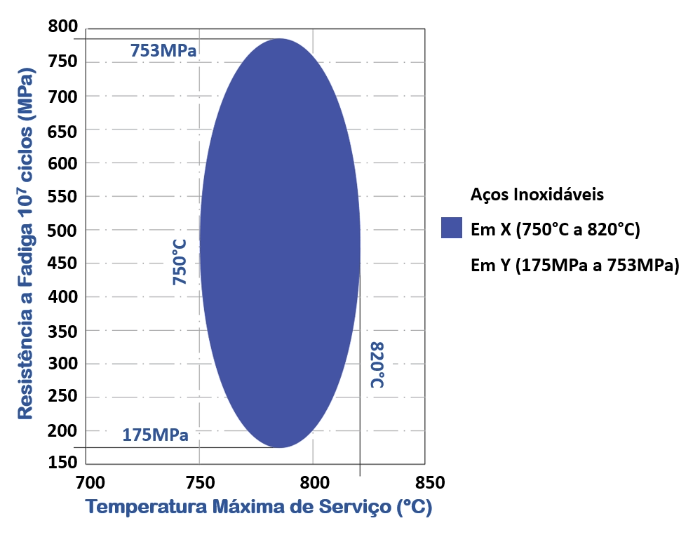 800
753MPa
750
700
650
600
550
500
450
400
350
300
250
200
150
175MPa
750°C
820°C
700
750
800
850
Resistência a Fadiga 10⁷ ciclos (MPa)
Temperatura Máxima de Serviço (°C)
Aços Inoxidáveis
Em X (750°C a 820°C)
Em Y (175MPa a 753MPa)